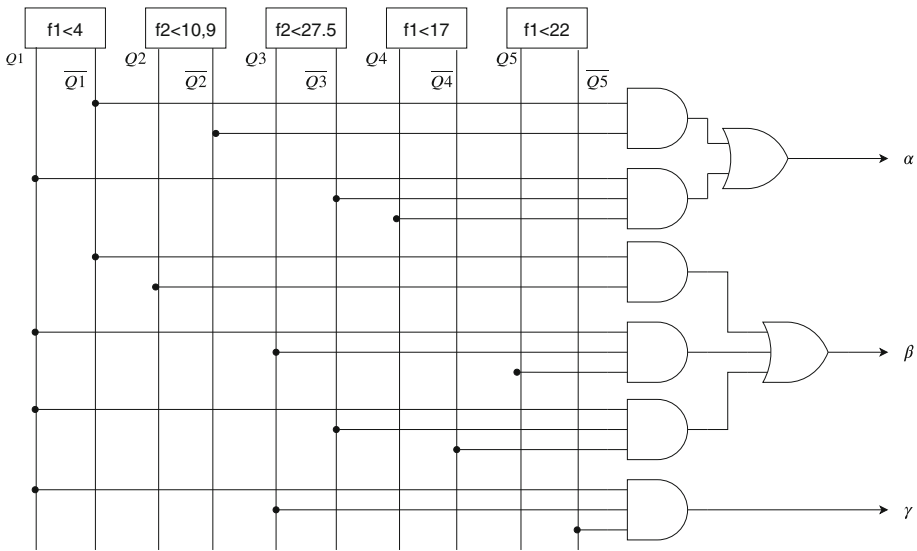 f1<4 f2<10,9 f2<27.5 f1<17 f1<22
Q1 Q̅1̅ Q2 Q̅2̅ Q3 Q̅3̅ Q4 Q̅4̅ Q5 Q̅5̅
α
β
γ